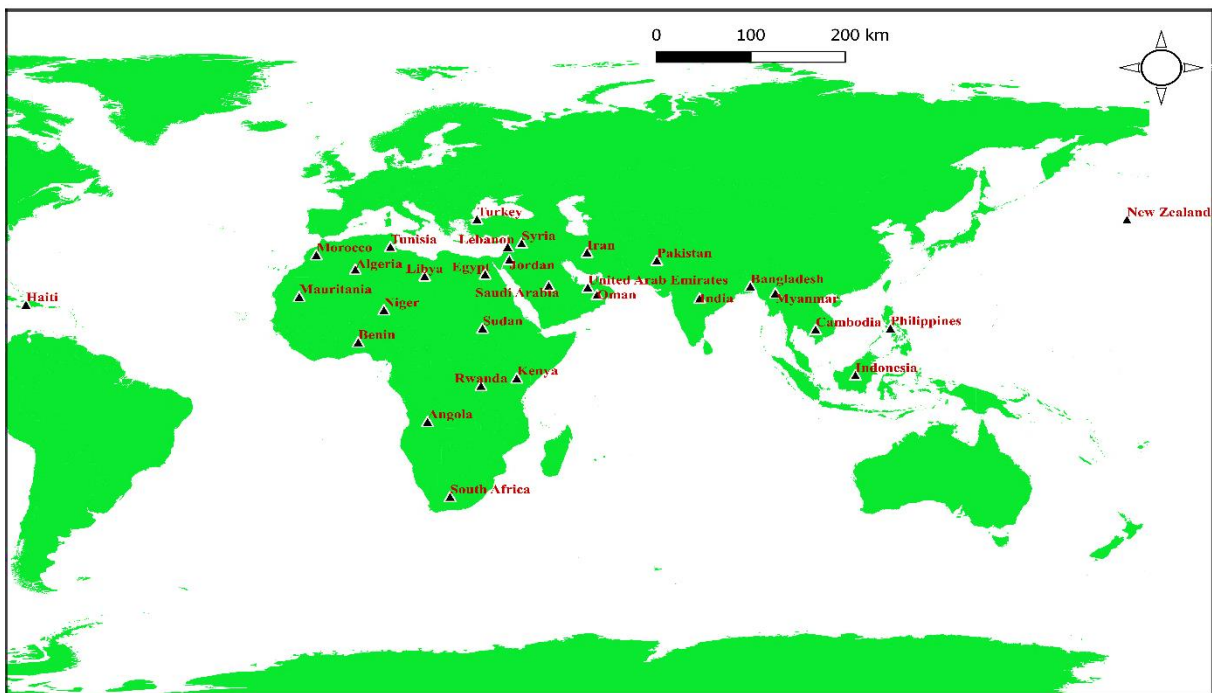 0 100 200 km
Turkey
New Zealand
Morocco
Tunisia
Lebanon
Syria
Iran
Pakistan
Algeria
Libya
Egypt
Jordan
Saudi Arabia
United Arab Emirates
Oman
India
Bangladesh
Myanmar
Haiti
Mauritania
Niger
Sudan
Cambodia
Philippines
Benin
Rwanda
Kenya
Indonesia
Angola
South Africa